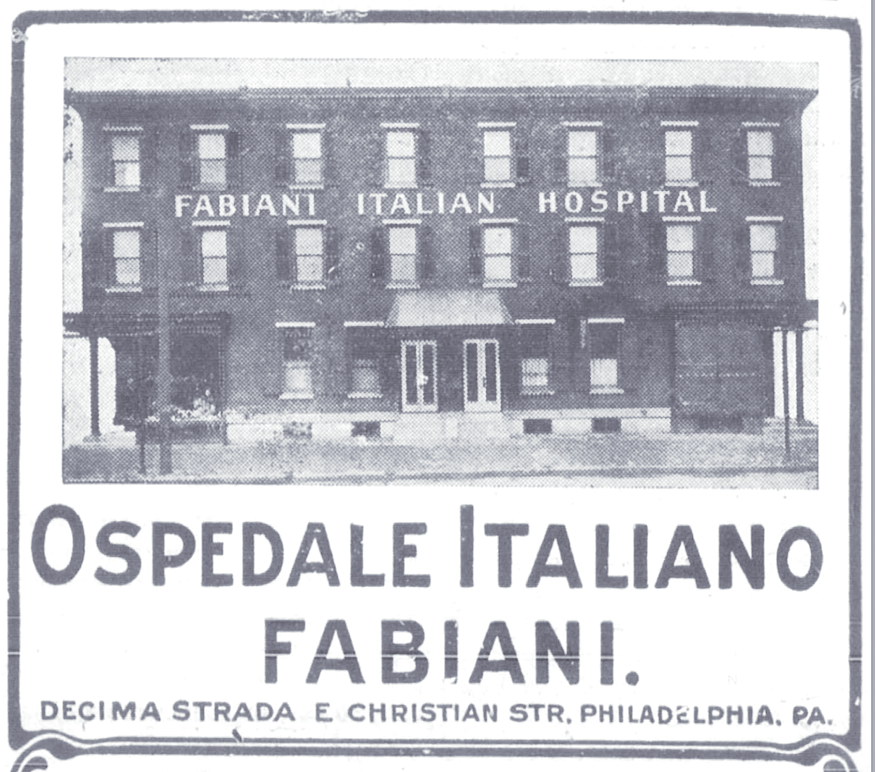 FABIANI ITALIAN HOSPITAL
OSPEDALE ITALIANO
FABIANI.
DECIMA STRADA E CHRISTIAN STR. PHILADELPHIA. PA.